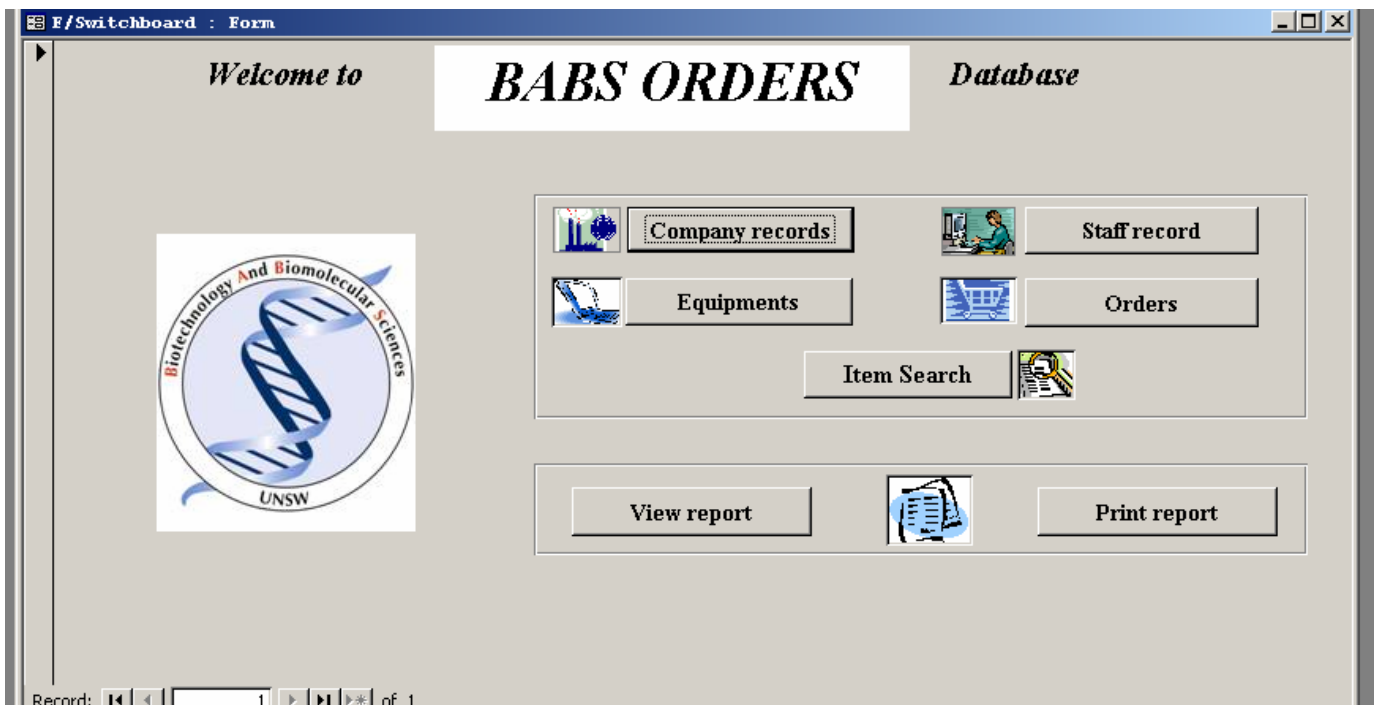 F/Switchboard : Form
Welcome to BABS ORDERS Database
Company records Staff record
Equipments Orders
Item Search
Biotechnology And Biomolecular Sciences
UNSW
View report Print report
Record: 1 of 1